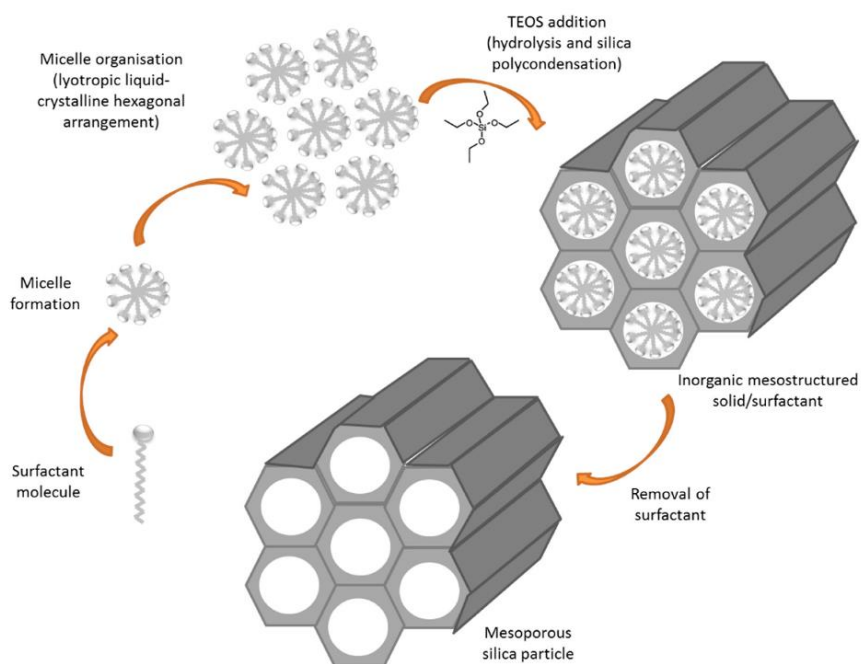 Surfactant
molecule
Micelle
formation
Micelle organisation
(lyotropic liquid-
crystalline hexagonal
arrangement)
TEOS addition
(hydrolysis and silica
polycondensation)
O
O
Si
O
O
Inorganic mesostructured
solid/surfactant
Removal of
surfactant
Mesoporous
silica particle